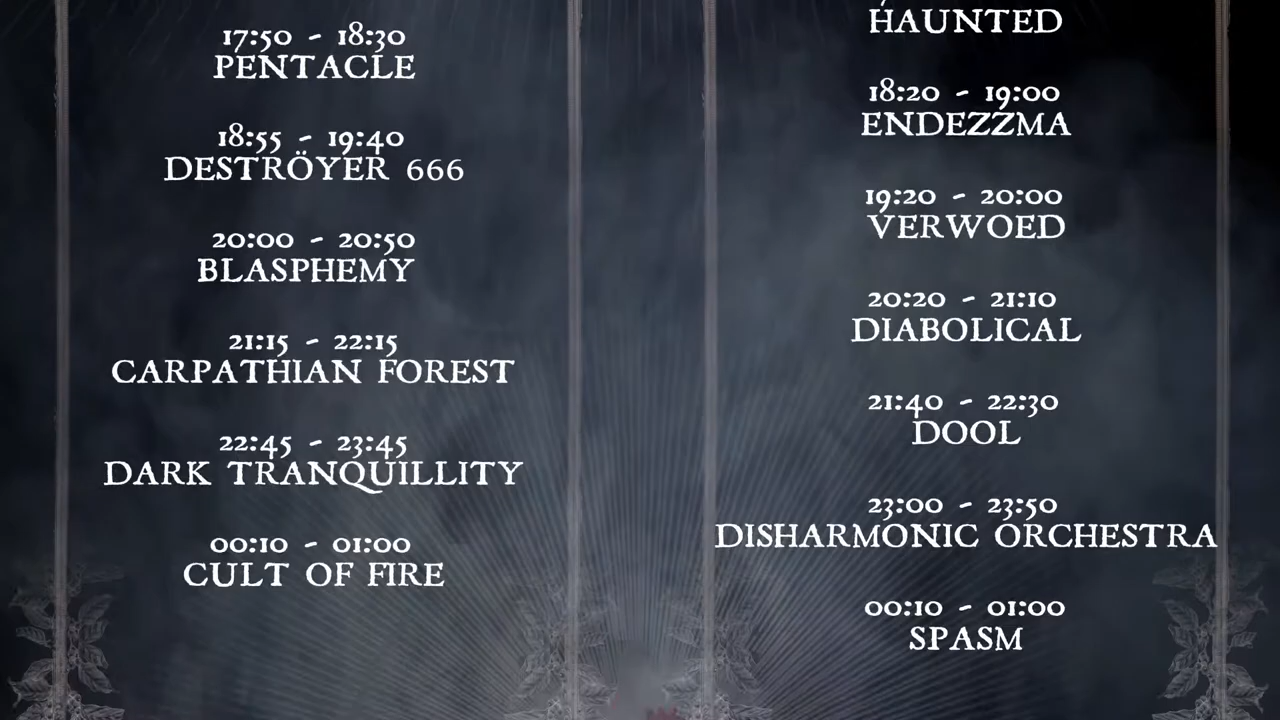 17:50 - 18:30
PENTACLE
18:55 - 19:40
DESTRÖYER 666
20:00 - 20:50
BLASPHEMY
21:15 - 22:15
CARPATHIAN FOREST
22:45 - 23:45
DARK TRANQUILLITY
00:10 - 01:00
CULT OF FIRE
HAUNTED
18:20 - 19:00
ENDEZZMA
19:20 - 20:00
VERWOED
20:20 - 21:10
DIABOLICAL
21:40 - 22:30
DOOL
23:00 - 23:50
DISHARMONIC ORCHESTRA
00:10 - 01:00
SPASM